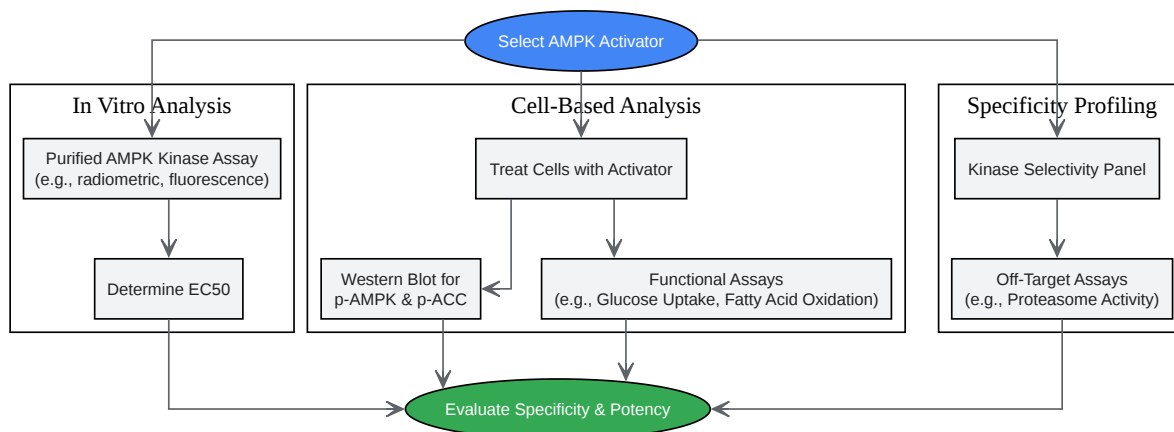 Select AMPK Activator
In Vitro Analysis
Cell-Based Analysis
Specificity Profiling
Purified AMPK Kinase Assay
(e.g., radiometric, fluorescence)
Treat Cells with Activator
Kinase Selectivity Panel
Determine EC50
Western Blot for
p-AMPK & p-ACC
Functional Assays
(e.g., Glucose Uptake, Fatty Acid Oxidation)
Off-Target Assays
(e.g., Proteasome Activity)
Evaluate Specificity & Potency